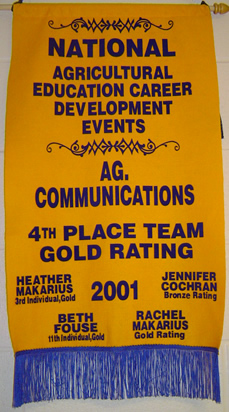 NATIONAL
AGRICULTURAL
EDUCATION CAREER
DEVELOPMENT
EVENTS
AG.
COMMUNICATIONS
4TH PLACE TEAM
GOLD RATING
HEATHER
MAKARIUS
3rd Individual,Gold
2001
JENNIFER
COCHRAN
Bronze Rating
BETH
FOUSE
11th Individual,Gold
RACHEL
MAKARIUS
Gold Rating